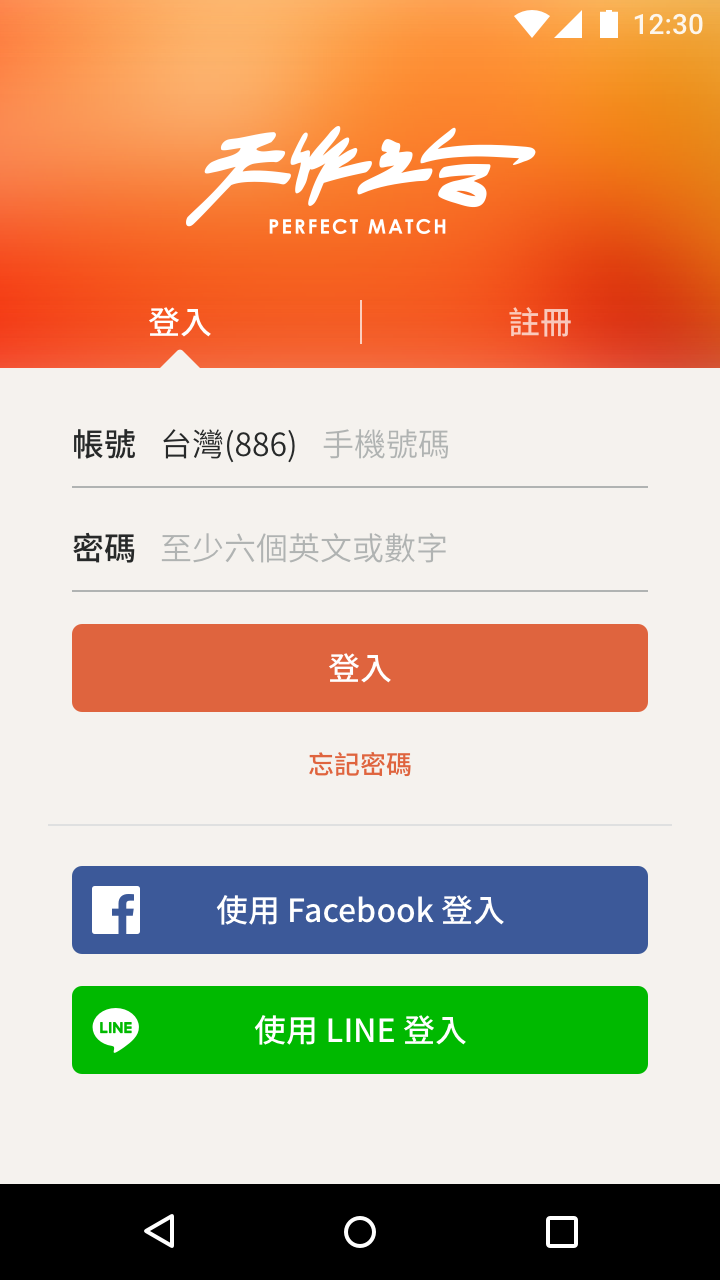 12:30
天作之合
PERFECT MATCH
登入 註冊
帳號 台灣(886) 手機號碼
密碼 至少六個英文或數字
登入
忘記密碼
使用 Facebook 登入
LINE 使用 LINE 登入